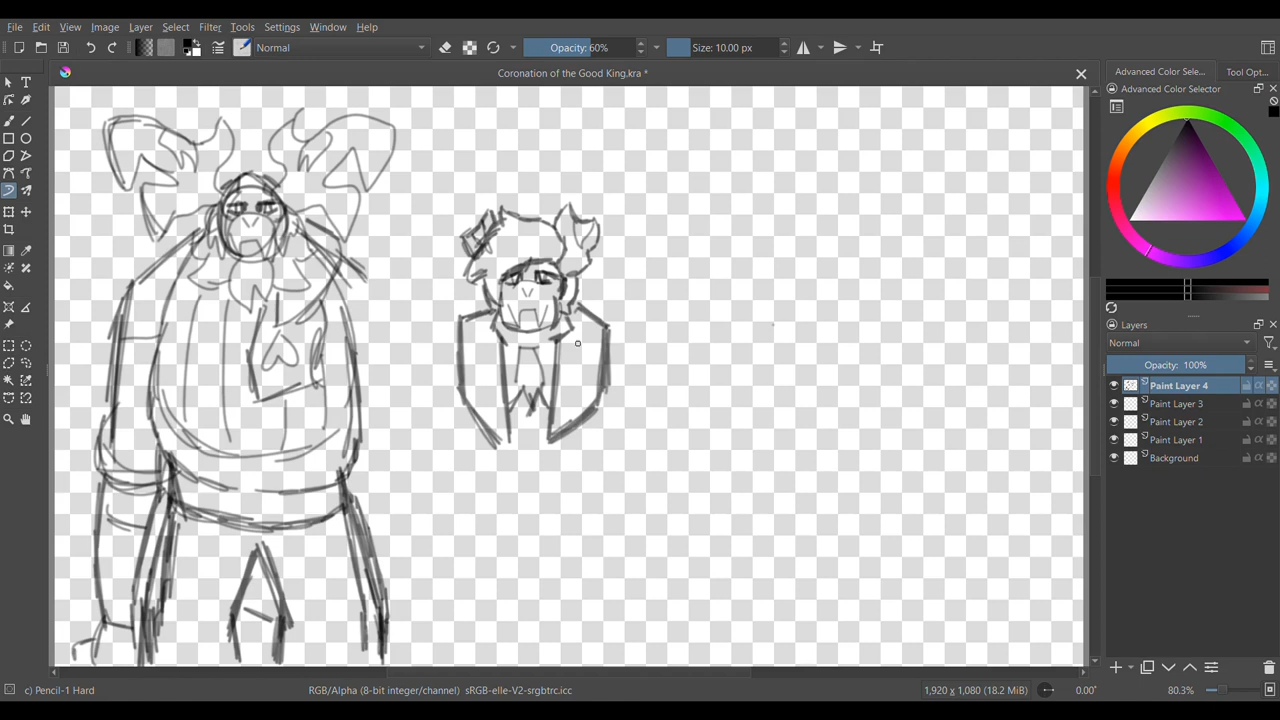 File Edit View Image Layer Select Filter Tools Settings Window Help
Normal Opacity: 60% Size: 10.00 px
Coronation of the Good King.kra *
Advanced Color Sele... Tool Opt...
Advanced Color Selector
Layers
Normal
Opacity: 100%
Paint Layer 4
Paint Layer 3
Paint Layer 2
Paint Layer 1
Background
c) Pencil-1 Hard RGB/Alpha (8-bit integer/channel) sRGB-elle-V2-srgbtrc.icc 1,920 x 1,080 (18.2 MiB) 0.00° 80.3%